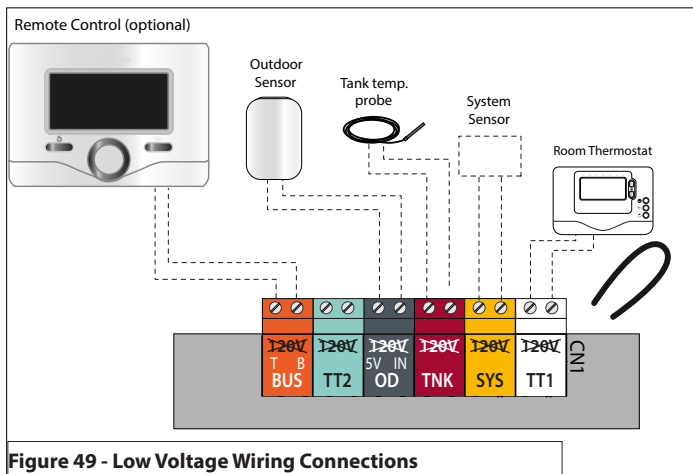 Remote Control (optional)
Outdoor
Sensor
Tank temp.
probe
System
Sensor
Room Thermostat
120V 120V 120V 120V 120V 120V
T B 5V IN
BUS TT2 OD TNK SYS TT1
CN1
Figure 49 - Low Voltage Wiring Connections